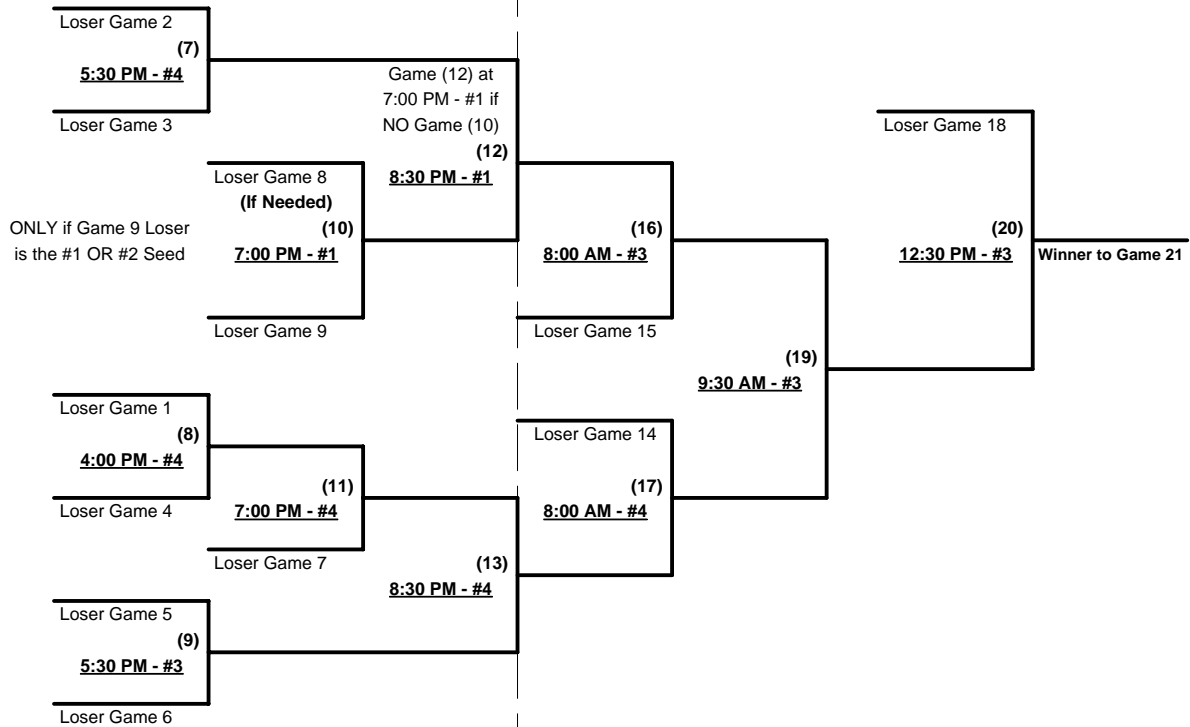 Loser Game 2
(7)
5:30 PM - #4
Loser Game 3
Game (12) at
7:00 PM - #1 if
NO Game (10)
(12)
8:30 PM - #1
Loser Game 8
(If Needed)
(10)
7:00 PM - #1
Loser Game 9
ONLY if Game 9 Loser
is the #1 OR #2 Seed
(16)
8:00 AM - #3
Loser Game 15
Loser Game 18
(20)
12:30 PM - #3
Winner to Game 21
(19)
9:30 AM - #3
Loser Game 1
(8)
4:00 PM - #4
Loser Game 4
(11)
7:00 PM - #4
Loser Game 7
Loser Game 14
(17)
8:00 AM - #4
(13)
8:30 PM - #4
Loser Game 5
(9)
5:30 PM - #3
Loser Game 6